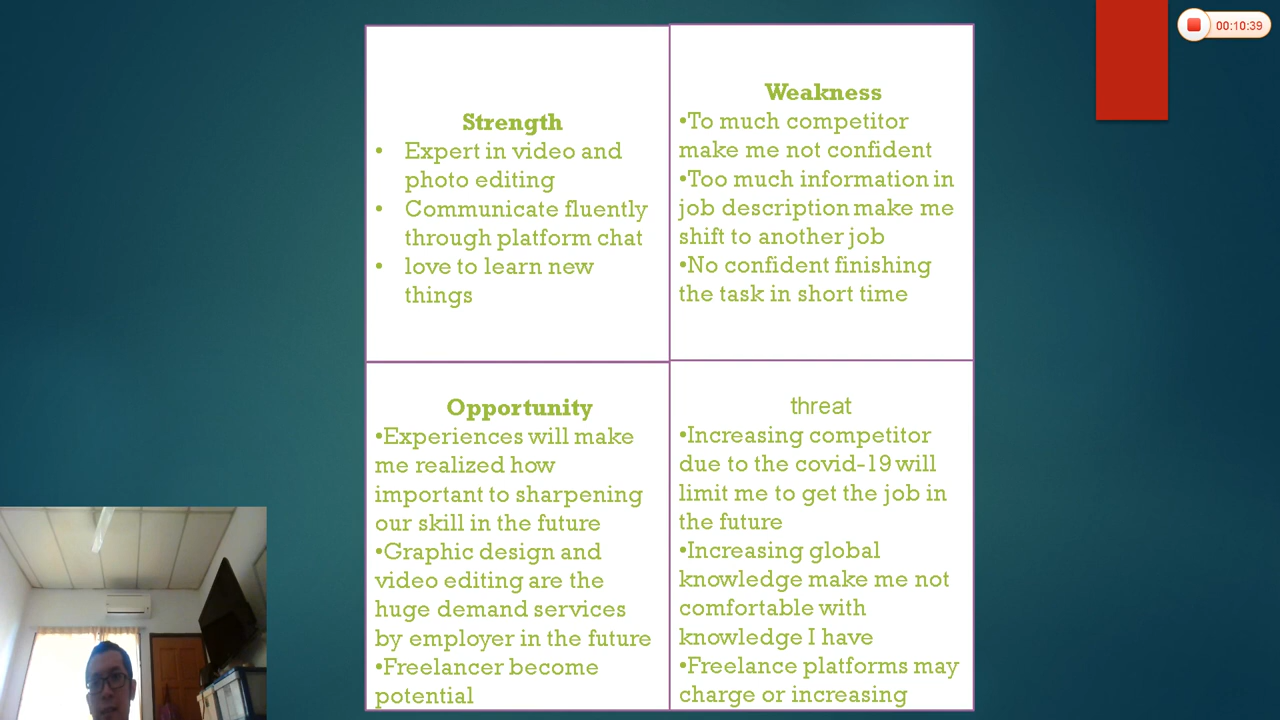 00:10:39
Strength
• Expert in video and
photo editing
• Communicate fluently
through platform chat
• love to learn new
things
Weakness
•To much competitor
make me not confident
•Too much information in
job description make me
shift to another job
•No confident finishing
the task in short time
Opportunity
•Experiences will make
me realized how
important to sharpening
our skill in the future
•Graphic design and
video editing are the
huge demand services
by employer in the future
•Freelancer become
potential
threat
•Increasing competitor
due to the covid-19 will
limit me to get the job in
the future
•Increasing global
knowledge make me not
comfortable with
knowledge I have
•Freelance platforms may
charge or increasing